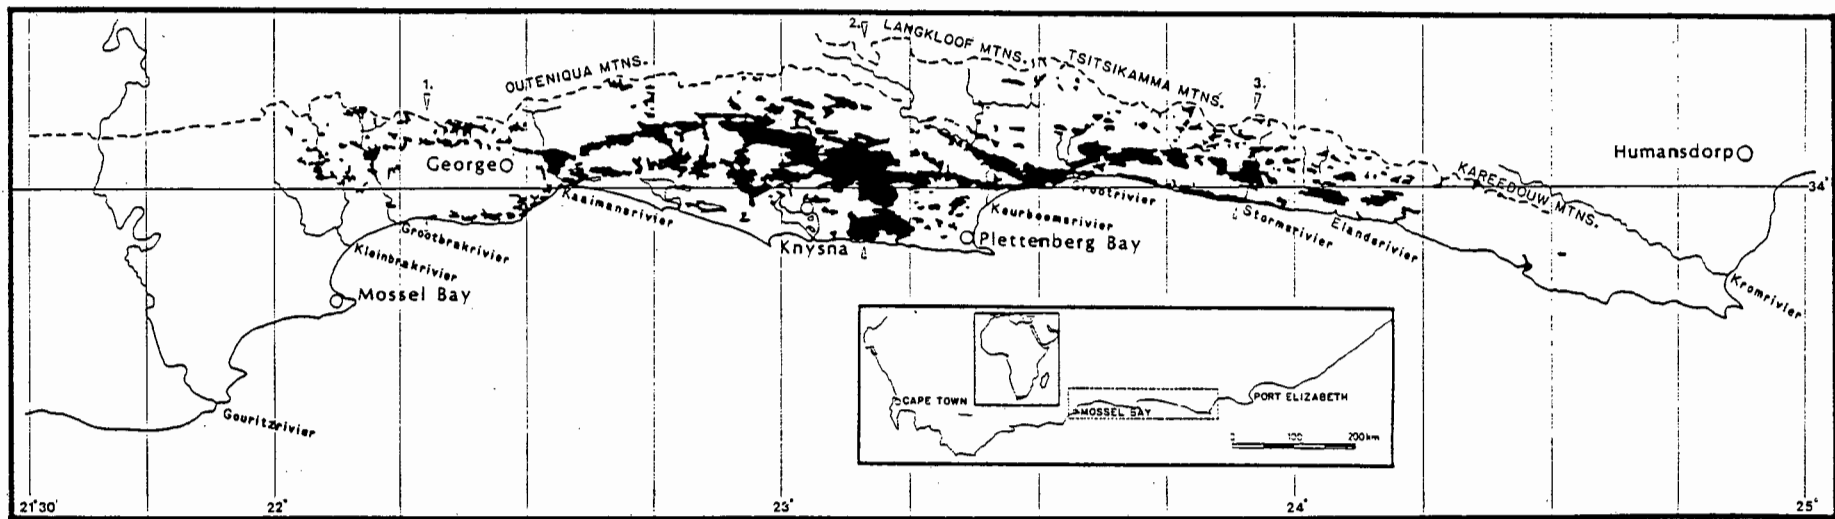 2.
LANGKLOOF MTNS.
TSITSIKAMMA MTNS.
OUTENIQUA MTNS.
1.
3.
George
Humansdorp
KAREEDOUW MTNS.
34°
Kaaimansrivier
Grootrivier
Keurboomsrivier
Stormsrivier
Elandsrivier
Grootbrakrivier
Kleinbrakrivier
Knysna
Plettenberg Bay
Mossel Bay
Kromrivier
Gouritzrivier
CAPE TOWN
MOSSEL BAY
PORT ELIZABETH
0 100 200km
21°30'
22°
23°
24°
25°